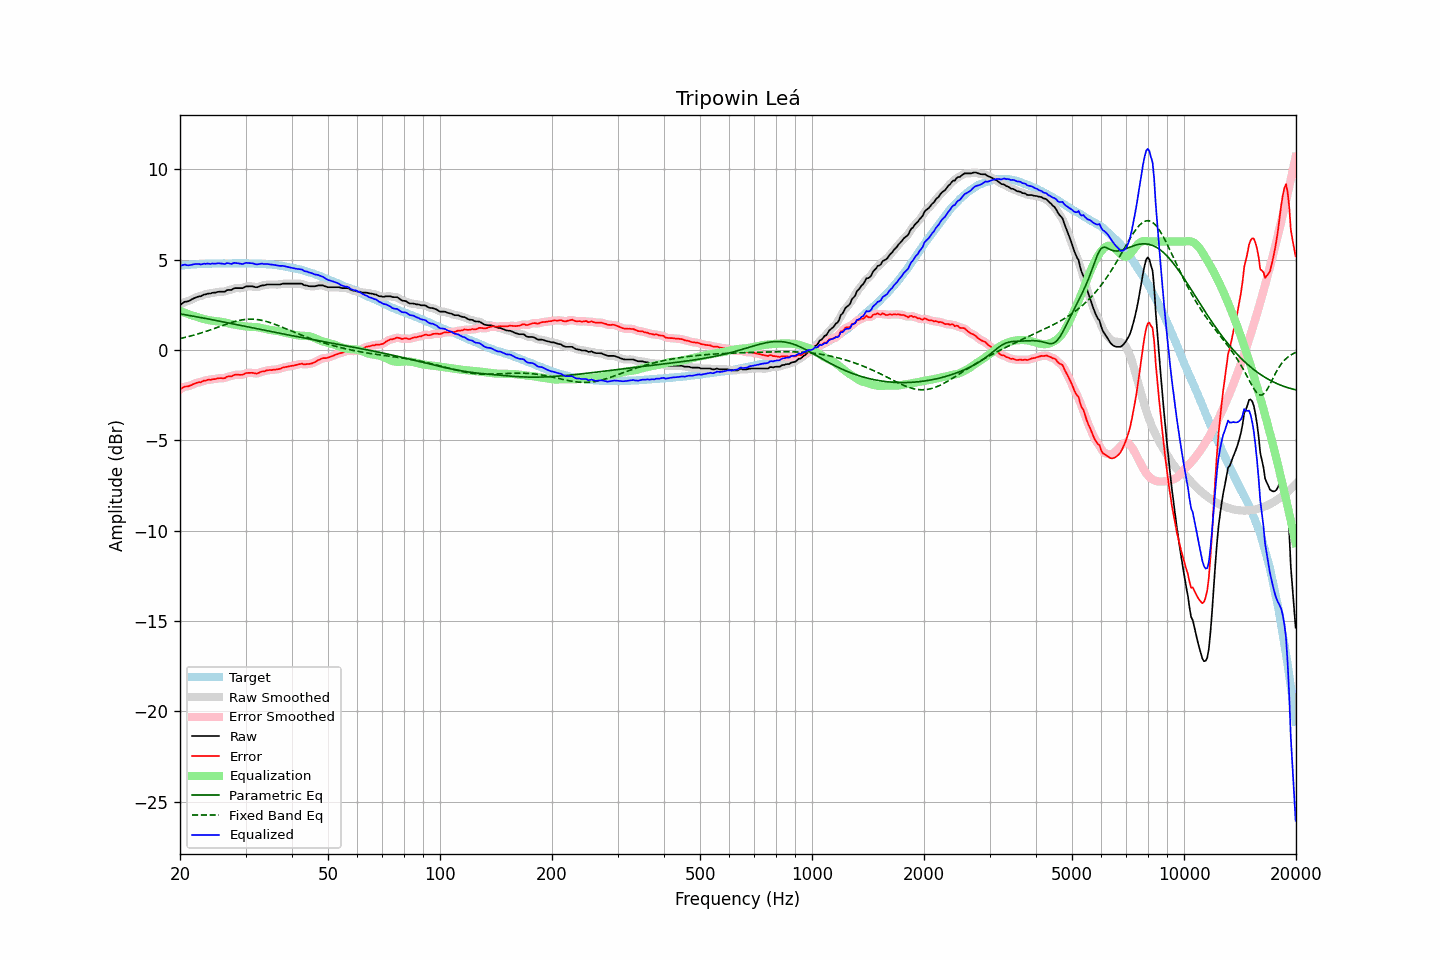 Tripowin Leá
Amplitude (dBr)
10
5
0
−5
−10
−15
−20
−25
Target
Raw Smoothed
Error Smoothed
Raw
Error
Equalization
Parametric Eq
Fixed Band Eq
Equalized
20 50 100 200 500 1000 2000 5000 10000 20000
Frequency (Hz)